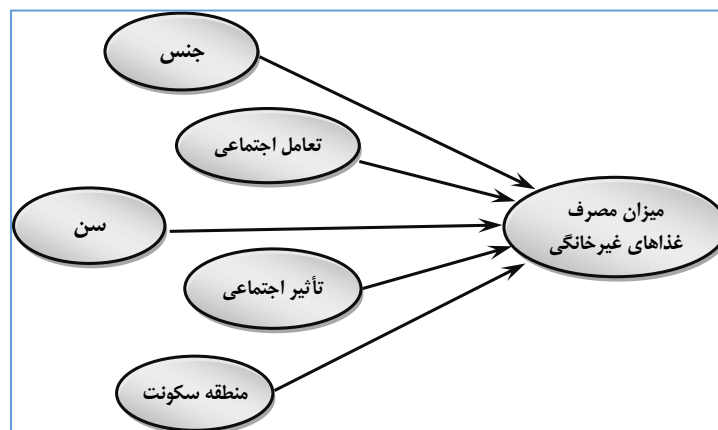 جنس
تعامل اجتماعی
سن
میزان مصرف
غذاهای غیرخانگی
تأثیر اجتماعی
منطقه سکونت